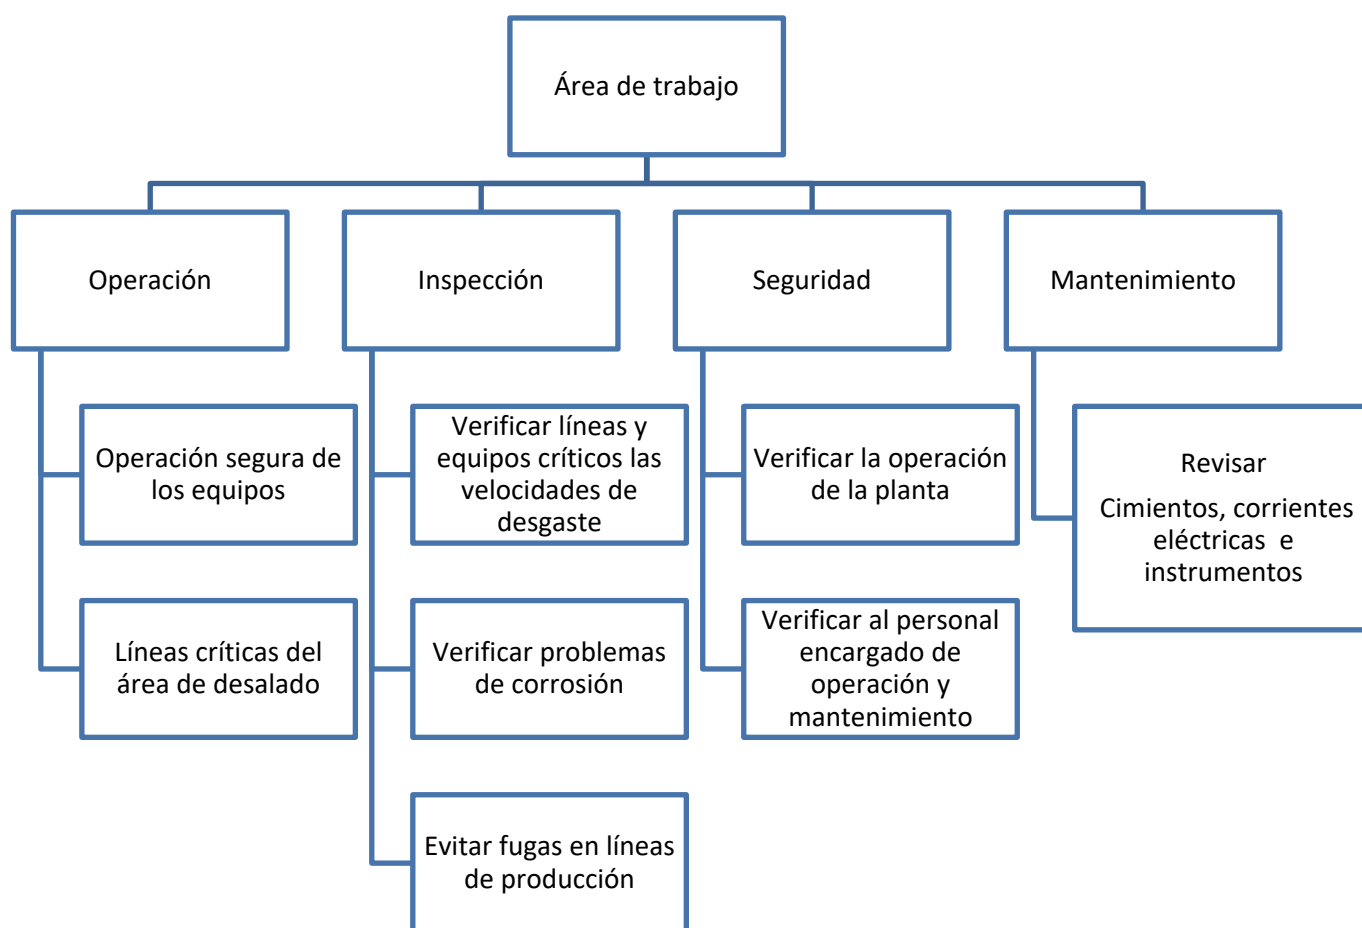 Área de trabajo
Operación
Inspección
Seguridad
Mantenimiento
Operación segura de
los equipos
Líneas críticas del
área de desalado
Verificar líneas y
equipos críticos las
velocidades de
desgaste
Verificar problemas
de corrosión
Evitar fugas en líneas
de producción
Verificar la operación
de la planta
Verificar al personal
encargado de
operación y
mantenimiento
Revisar
Cimientos, corrientes
eléctricas  e
instrumentos